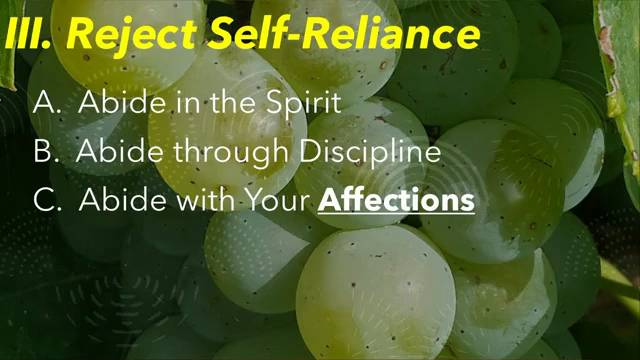 III. Reject Self-Reliance
A. Abide in the Spirit
B. Abide through Discipline
C. Abide with Your Affections